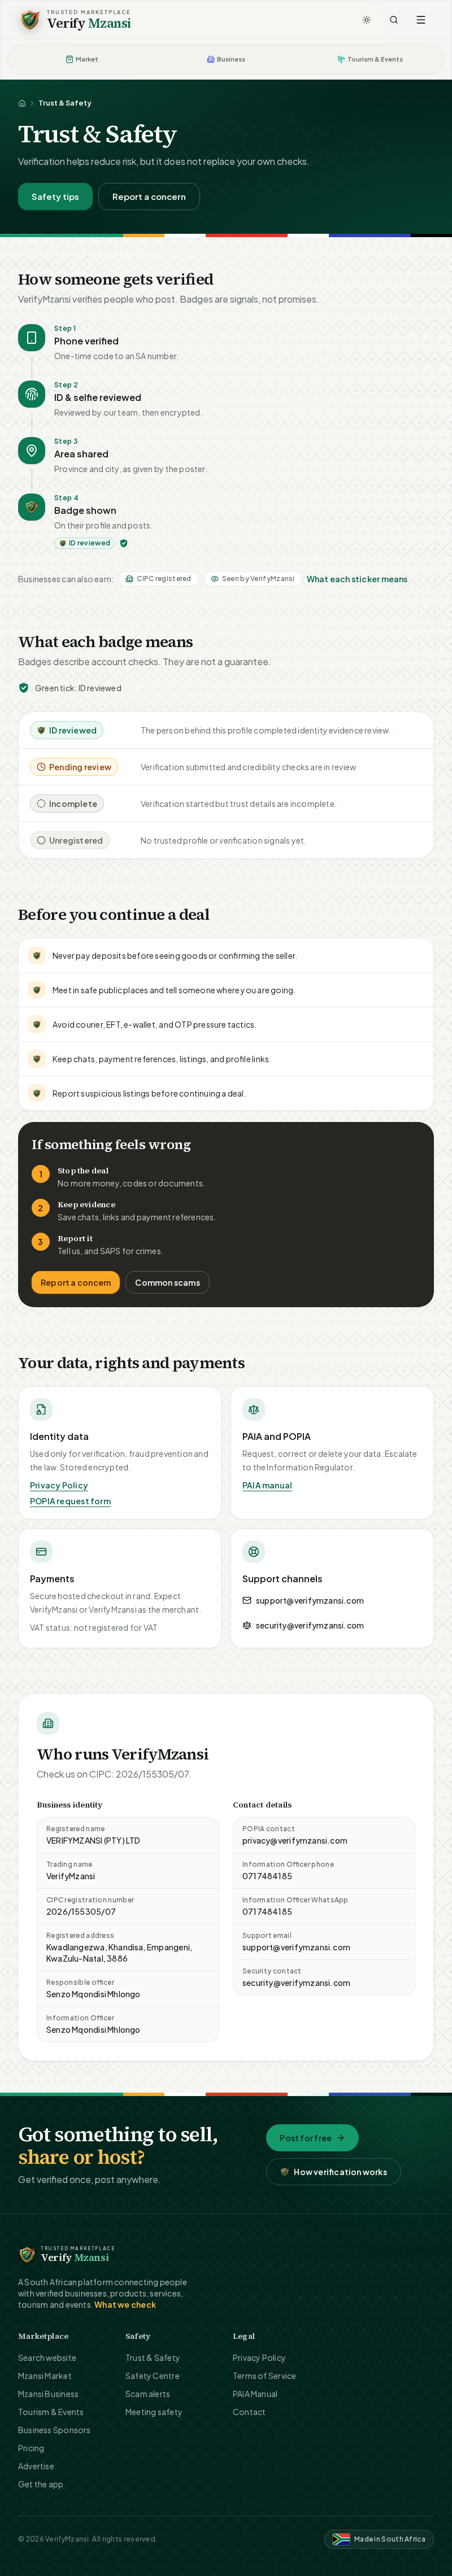 TRUSTED MARKETPLACE
Verify Mzansi
Market
Business
Tourism & Events
Trust & Safety
Trust & Safety
Verification helps reduce risk, but it does not replace your own checks.
Safety tips
Report a concern
How someone gets verified
VerifyMzansi verifies people who post. Badges are signals, not promises.
Step 1
Phone verified
One-time code to an SA number.
Step 2
ID & selfie reviewed
Reviewed by our team, then encrypted.
Step 3
Area shared
Province and city, as given by the poster.
Step 4
Badge shown
On their profile and posts.
ID reviewed
Businesses can also earn:
CIPC registered
Seen by VerifyMzansi
What each sticker means
What each badge means
Badges describe account checks. They are not a guarantee.
Green tick: ID reviewed
ID reviewed
The person behind this profile completed identity evidence review.
Pending review
Verification submitted and credibility checks are in review.
Incomplete
Verification started but trust details are incomplete.
Unregistered
No trusted profile or verification signals yet.
Before you continue a deal
Never pay deposits before seeing goods or confirming the seller.
Meet in safe public places and tell someone where you are going.
Avoid courier, EFT, e-wallet, and OTP pressure tactics.
Keep chats, payment references, listings, and profile links.
Report suspicious listings before continuing a deal.
If something feels wrong
1
Stop the deal
No more money, codes or documents.
2
Keep evidence
Save chats, links and payment references.
3
Report it
Tell us, and SAPS for crimes.
Report a concern
Common scams
Your data, rights and payments
Identity data
Used only for verification, fraud prevention and
the law. Stored encrypted.
Privacy Policy
POPIA request form
PAIA and POPIA
Request, correct or delete your data. Escalate
to the Information Regulator.
PAIA manual
Payments
Secure hosted checkout in rand. Expect
VerifyMzansi or Verify Mzansi as the merchant.
VAT status: not registered for VAT
Support channels
support@verifymzansi.com
security@verifymzansi.com
Who runs VerifyMzansi
Check us on CIPC: 2026/155305/07.
Business identity
Registered name
VERIFYMZANSI (PTY) LTD
Trading name
VerifyMzansi
CIPC registration number
2026/155305/07
Registered address
Kwadlangezwa, Khandisa, Empangeni,
KwaZulu-Natal, 3886
Responsible officer
Senzo Mqondisi Mhlongo
Information Officer
Senzo Mqondisi Mhlongo
Contact details
POPIA contact
privacy@verifymzansi.com
Information Officer phone
0717484185
Information Officer WhatsApp
0717484185
Support email
support@verifymzansi.com
Security contact
security@verifymzansi.com
Got something to sell,
share or host?
Get verified once, post anywhere.
Post for free
How verification works
TRUSTED MARKETPLACE
Verify Mzansi
A South African platform connecting people
with verified businesses, products, services,
tourism and events. What we check
Marketplace
Search website
Mzansi Market
Mzansi Business
Tourism & Events
Business Sponsors
Pricing
Advertise
Get the app
Safety
Trust & Safety
Safety Centre
Scam alerts
Meeting safety
Legal
Privacy Policy
Terms of Service
PAIA Manual
Contact
© 2026 VerifyMzansi. All rights reserved.
Made in South Africa